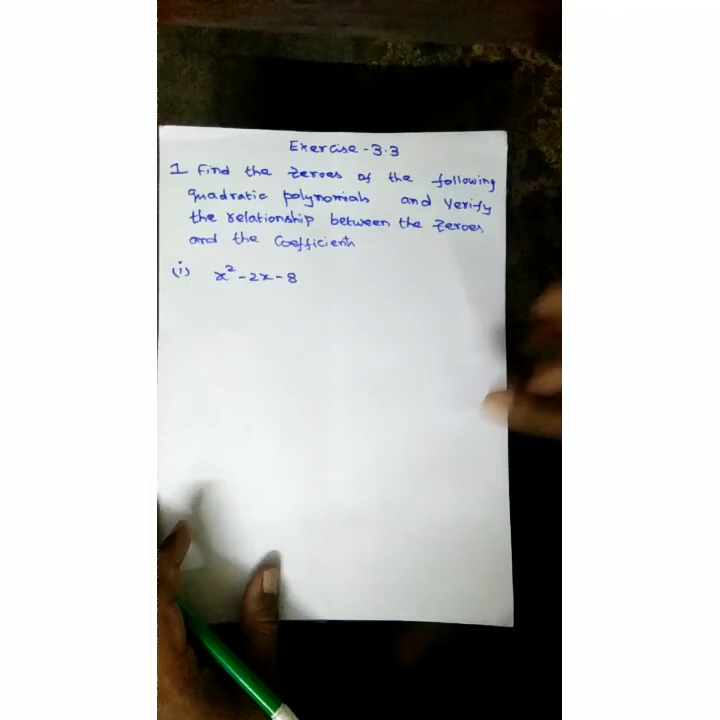 Exercise - 3.3
1 Find the zeroes of the following
quadratic polynomials and verify
the relationship between the zeroes
and the coefficients
(i) x² - 2x - 8